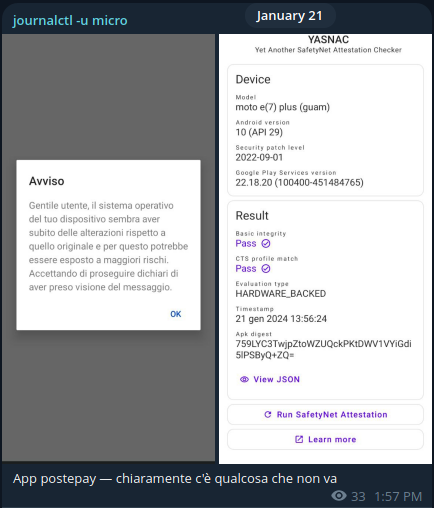 journalctl -u micro
January 21
Avviso
Gentile utente, il sistema operativo
del tuo dispositivo sembra aver
subito delle alterazioni rispetto a
quello originale e per questo potrebbe
essere esposto a maggiori rischi.
Accettando di proseguire dichiari di
aver preso visione del messaggio.
OK
YASNAC
Yet Another SafetyNet Attestation Checker
Device
Model
moto e(7) plus (guam)
Android version
10 (API 29)
Security patch level
2022-09-01
Google Play Services version
22.18.20 (100400-451484765)
Result
Basic integrity
Pass
CTS profile match
Pass
Evaluation type
HARDWARE_BACKED
Timestamp
21 gen 2024 13:56:24
Apk digest
759LYC3TwjpZtoWZUQckPKtDWV1VYiGdi
5lPSByQ+ZQ=
View JSON
Run SafetyNet Attestation
Learn more
App postepay — chiaramente c'è qualcosa che non va
33 1:57 PM